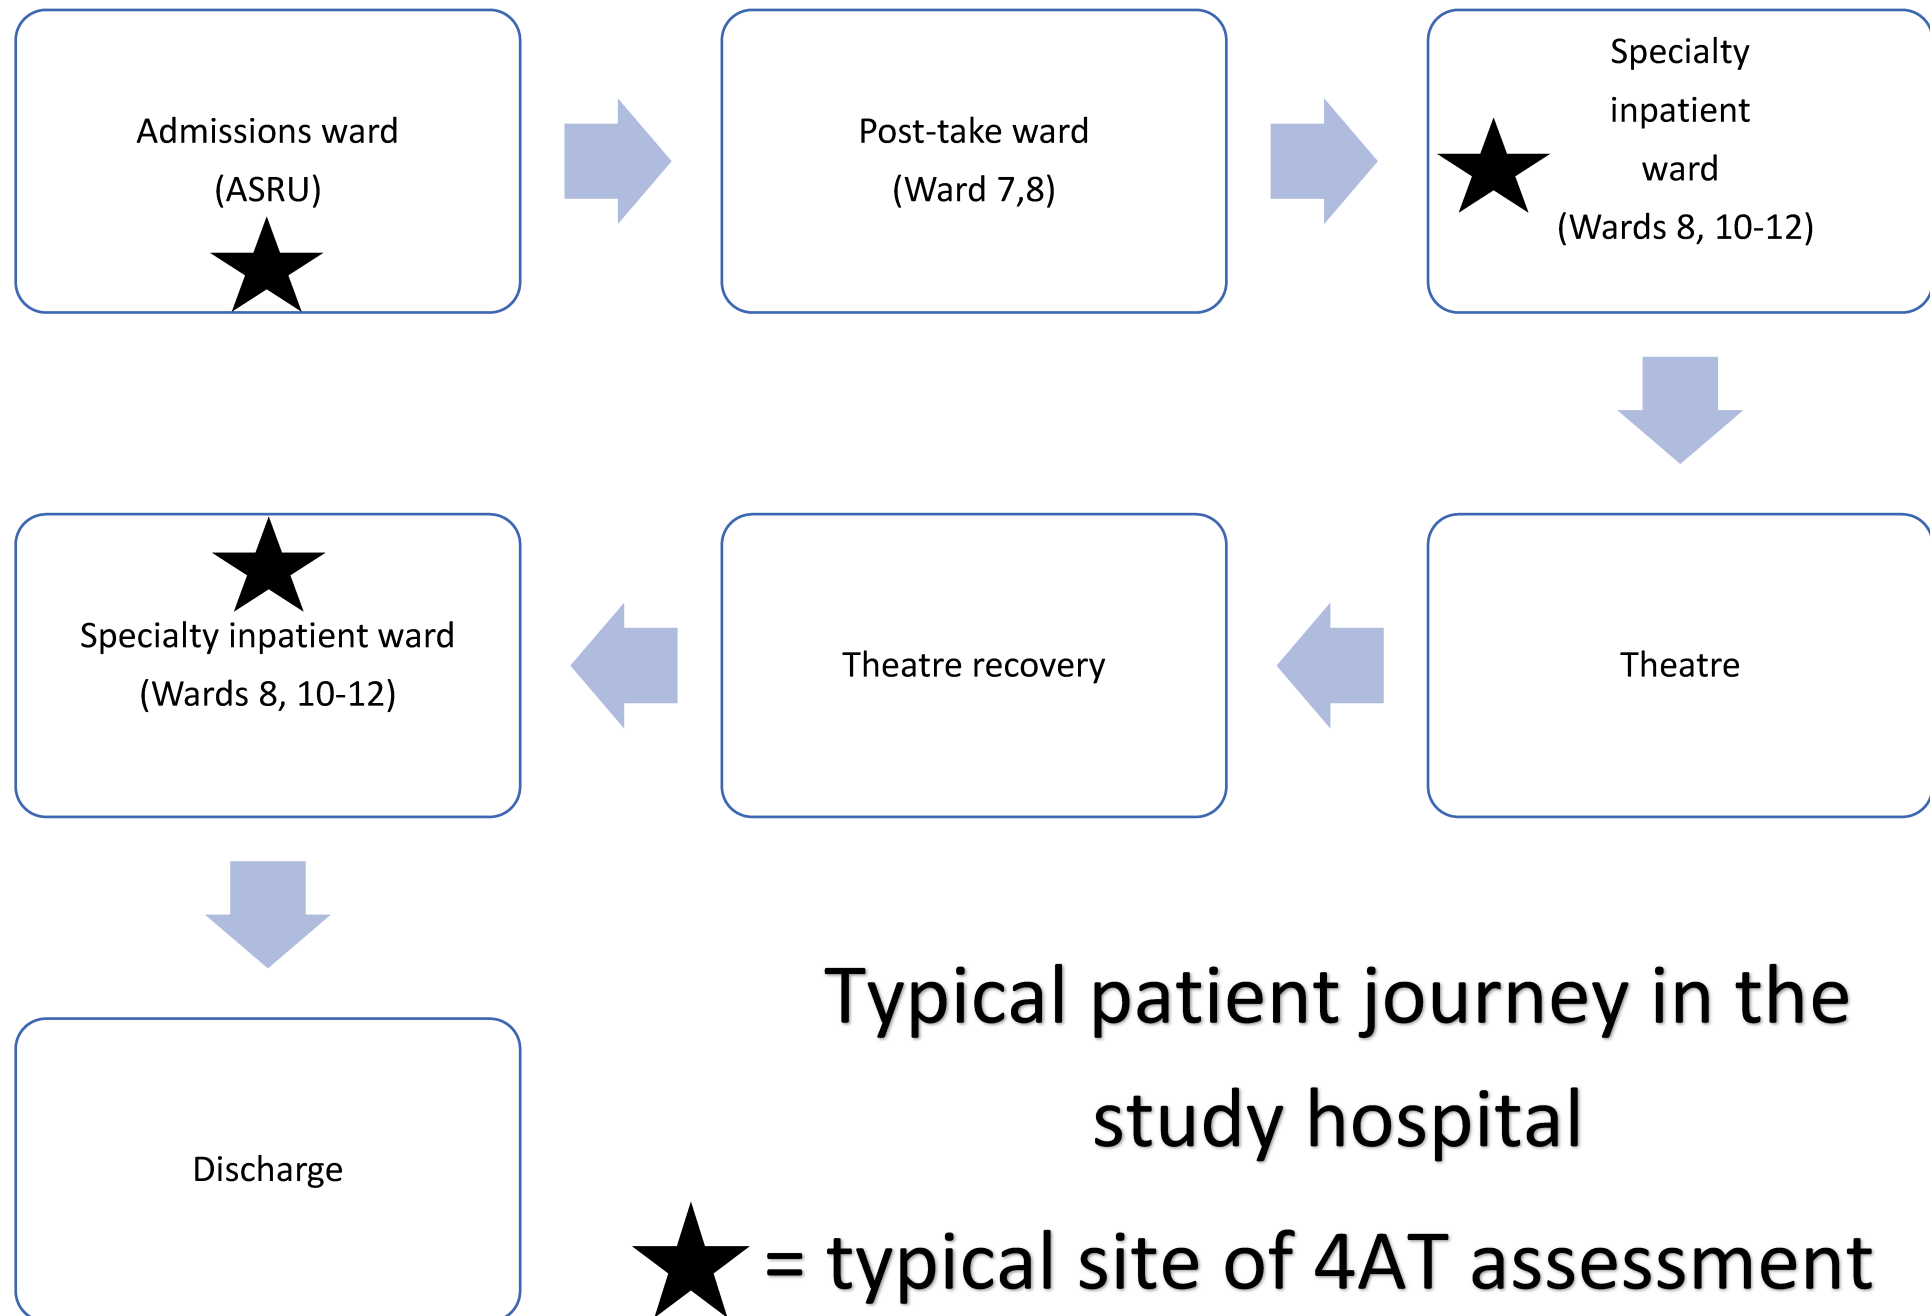 Admissions ward
(ASRU)
Post-take ward
(Ward 7,8)
Specialty
inpatient
ward
(Wards 8, 10-12)
Theatre
Theatre recovery
Specialty inpatient ward
(Wards 8, 10-12)
Discharge
Typical patient journey in the
study hospital
= typical site of 4AT assessment